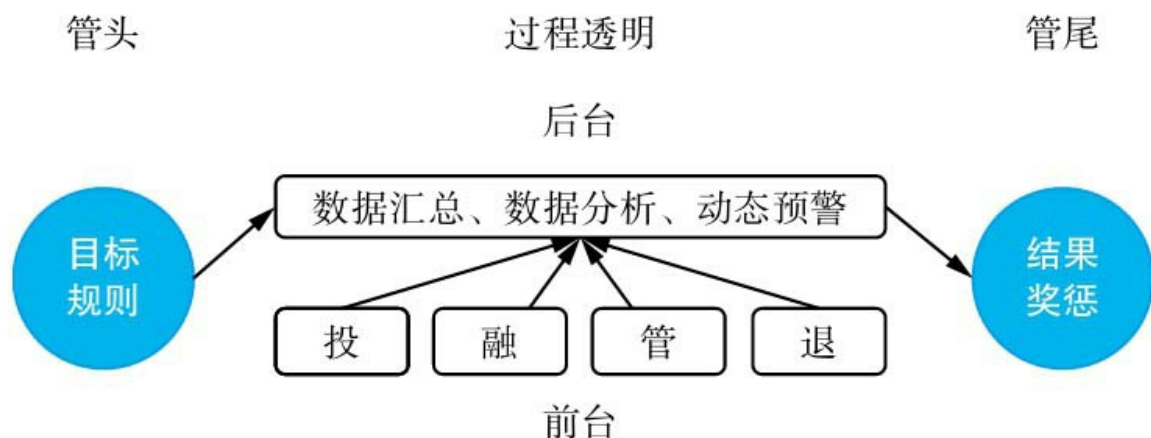 管头 过程透明 管尾
后台
数据汇总、数据分析、动态预警
目标
规则
结果
奖惩
投 融 管 退
前台